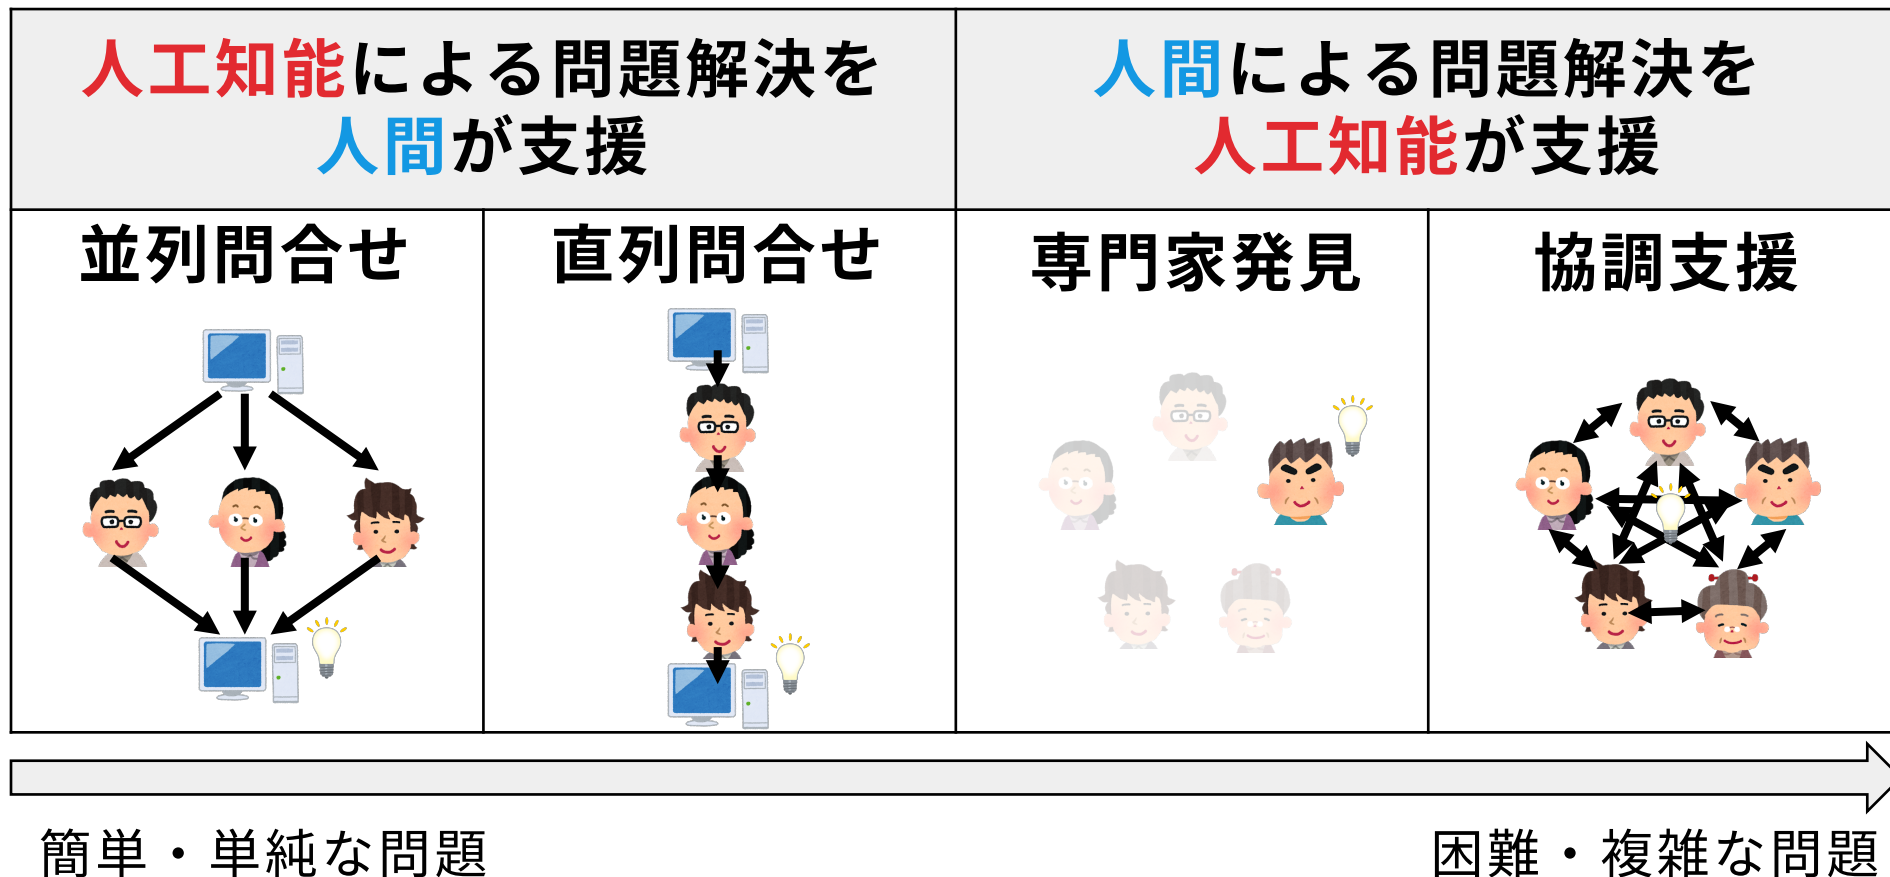 人工知能による問題解決を
人間が支援
人間による問題解決を
人工知能が支援
並列問合せ
直列問合せ
専門家発見
協調支援
簡単・単純な問題
困難・複雑な問題